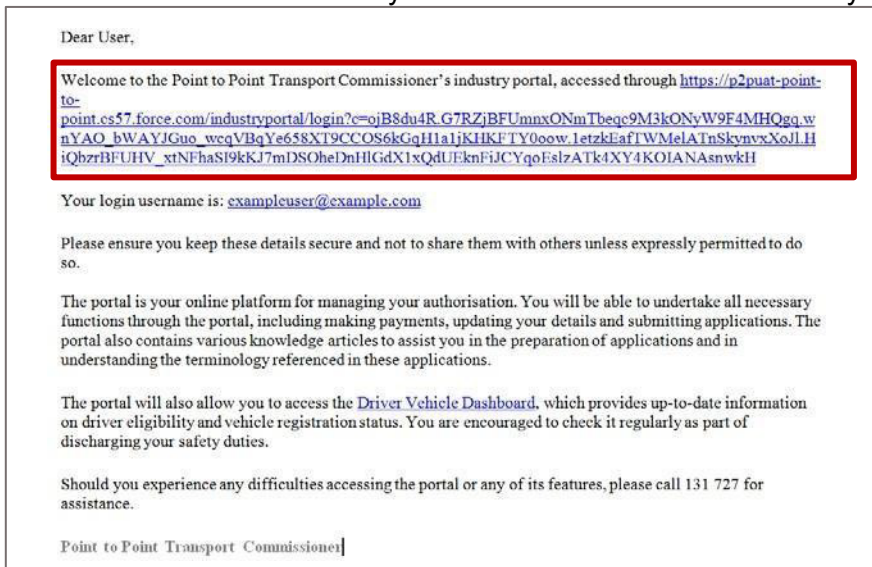 Dear User,
Welcome to the Point to Point Transport Commissioner's industry portal, accessed through https://p2puat-point-
to-
point.cs57.force.com/industryportal/login?c=ojB8du4R.G7RZjBFUmnxONmTbeqc9M3kONyW9F4MHQgq.w
nYAO_bWAYJGuo_wcqVBqYe658XT9CCOS6kGqH1a1jKHKFTY0oow.1etzkEafTWMelATnSkynvxXoJl.H
iQbzrBFUHV_xtNFhaSI9kKJ7mDSOheDnHlGdX1xQdUEknFiJCYqoEslzATk4XY4KOIANAsnwkH
Your login username is: exampleuser@example.com
Please ensure you keep these details secure and not to share them with others unless expressly permitted to do
so.
The portal is your online platform for managing your authorisation. You will be able to undertake all necessary
functions through the portal, including making payments, updating your details and submitting applications. The
portal also contains various knowledge articles to assist you in the preparation of applications and in
understanding the terminology referenced in these applications.
The portal will also allow you to access the Driver Vehicle Dashboard, which provides up-to-date information
on driver eligibility and vehicle registration status. You are encouraged to check it regularly as part of
discharging your safety duties.
Should you experience any difficulties accessing the portal or any of its features, please call 131 727 for
assistance.
Point to Point Transport Commissioner